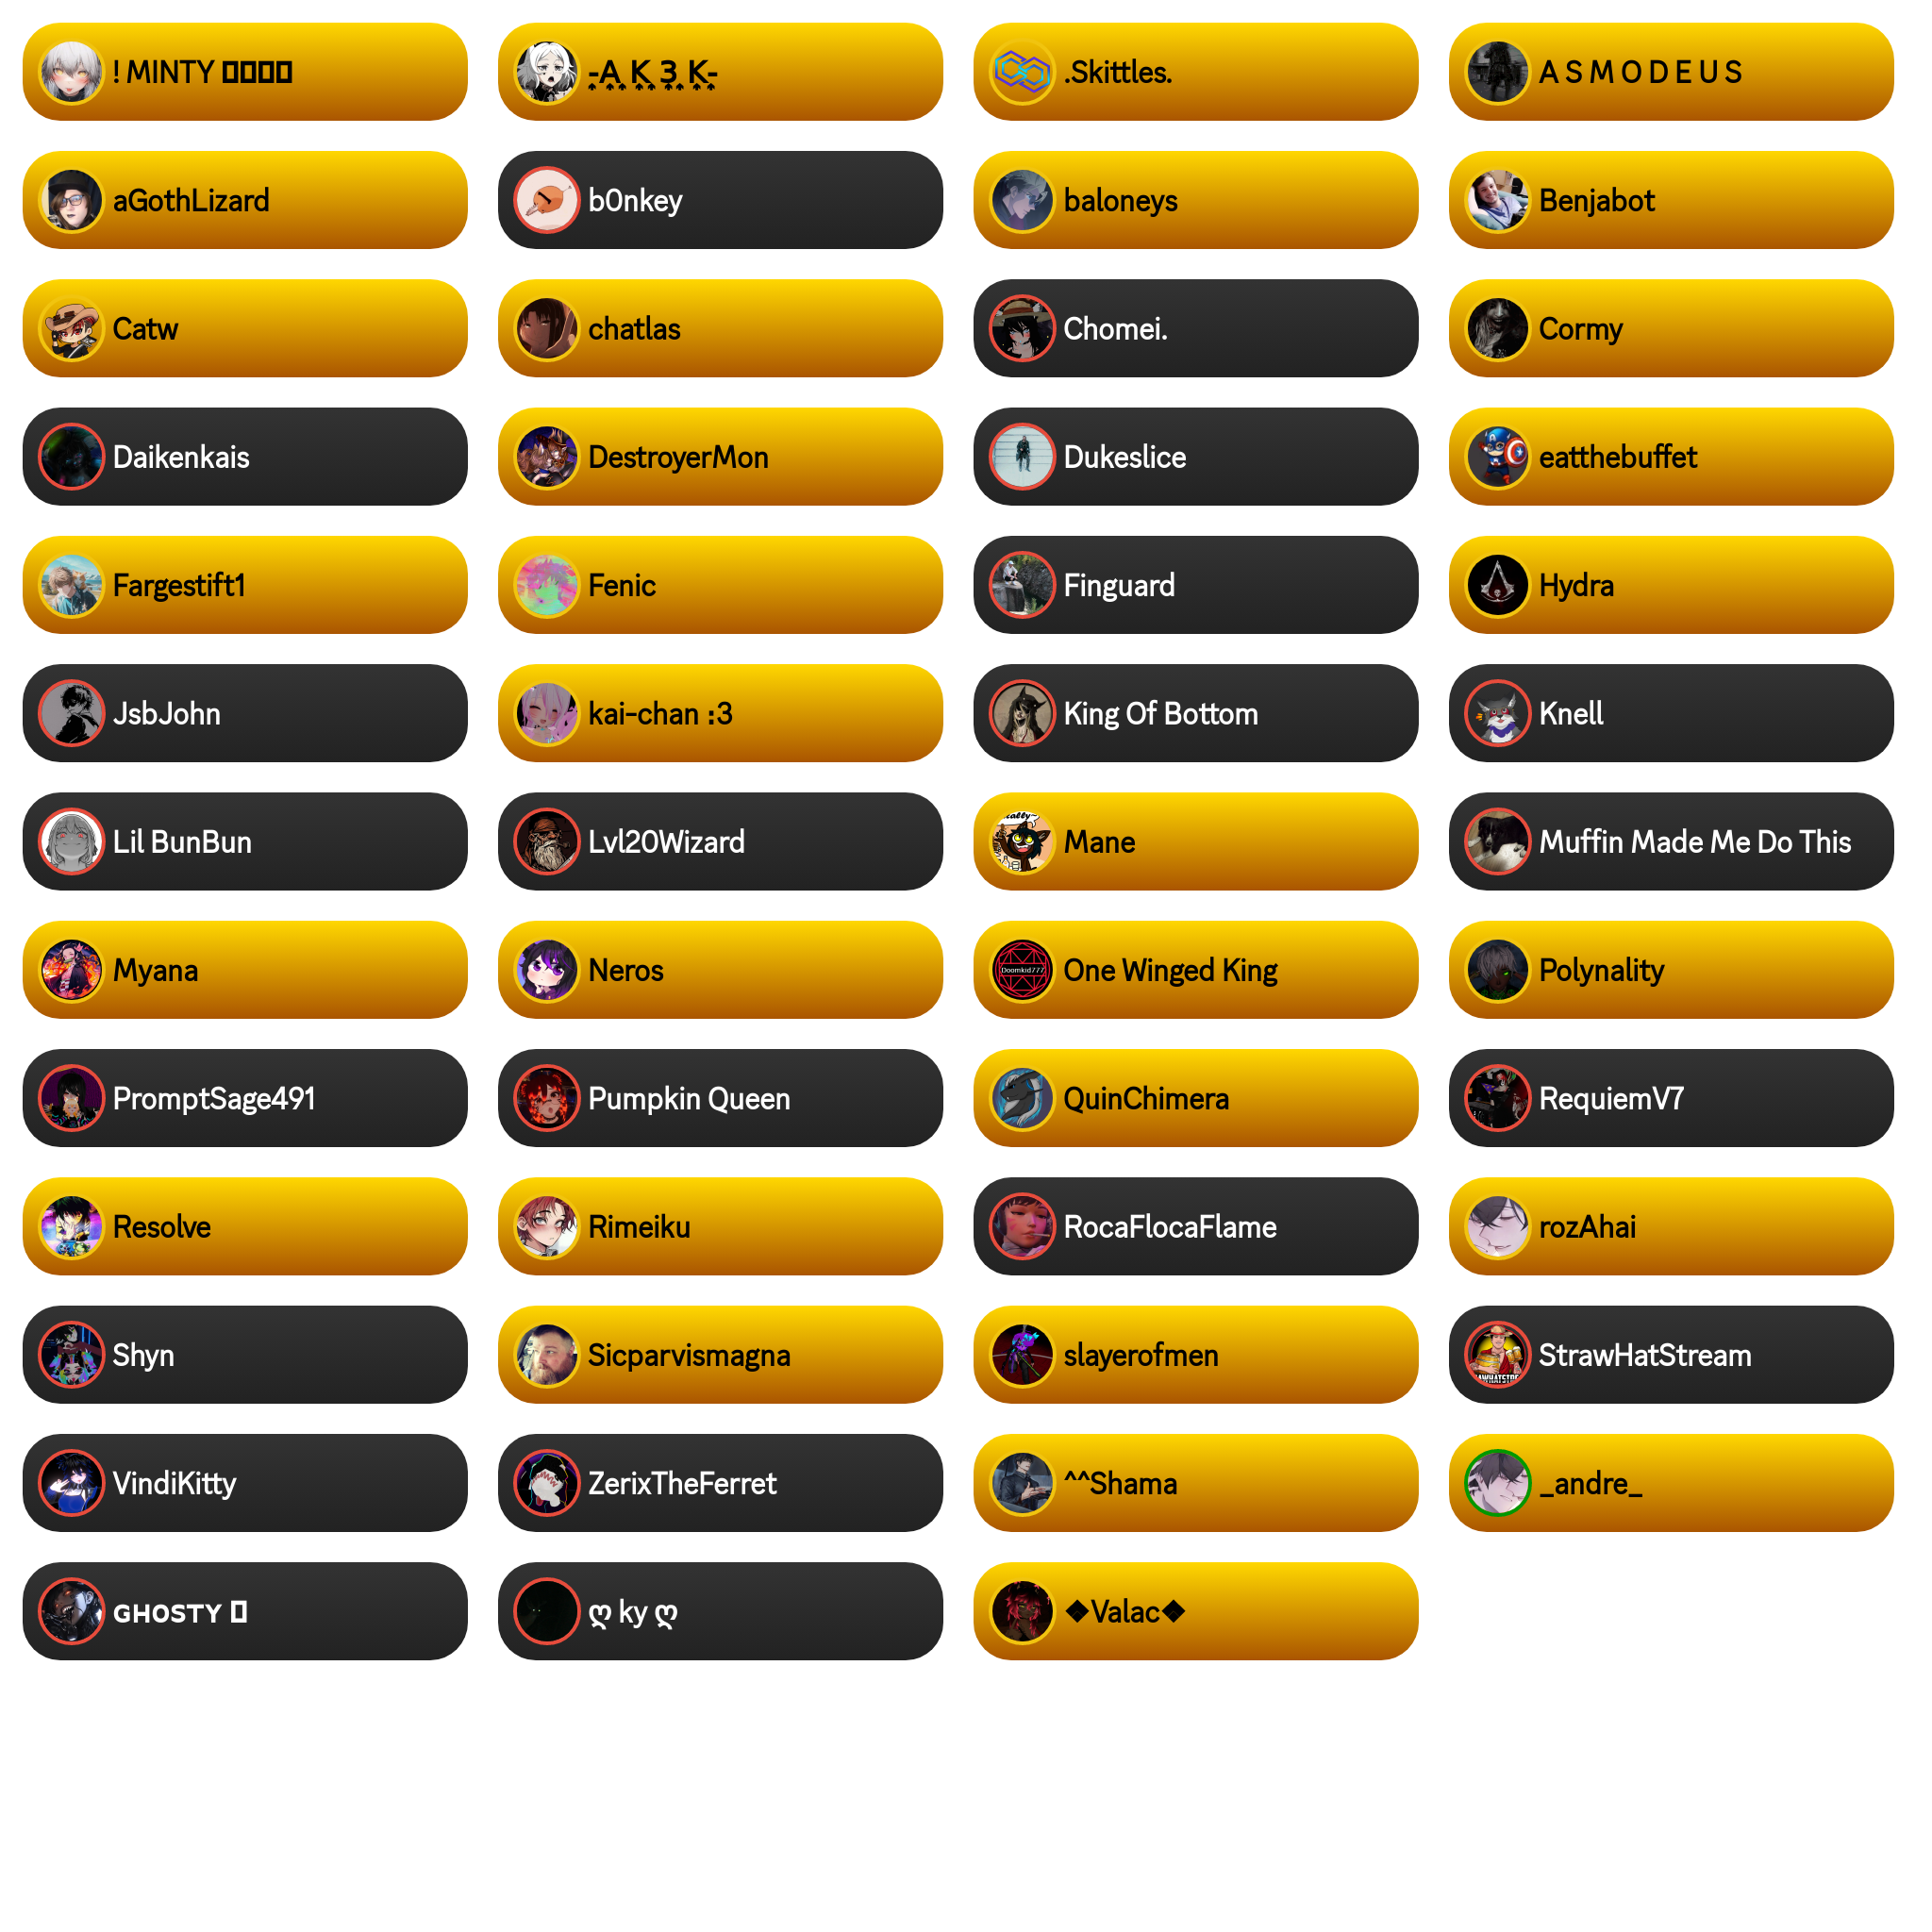 ! MINTY
-A K 3 K-
.Skittles.
A S M O D E U S
aGothLizard
b0nkey
baloneys
Benjabot
Catw
chatlas
Chomei.
Cormy
Daikenkais
DestroyerMon
Dukeslice
eatthebuffet
Fargestift1
Fenic
Finguard
Hydra
JsbJohn
kai-chan :3
King Of Bottom
Knell
Lil BunBun
Lvl20Wizard
Mane
Muffin Made Me Do This
Myana
Neros
Doomkid777
One Winged King
Polynality
PromptSage491
Pumpkin Queen
QuinChimera
RequiemV7
Resolve
Rimeiku
RocaFlocaFlame
rozAhai
Shyn
Sicparvismagna
slayerofmen
StrawHatStream
VindiKitty
ZerixTheFerret
^^Shama
_andre_
ɢʜᴏsᴛʏ
ღ ky ღ
❖Valac❖